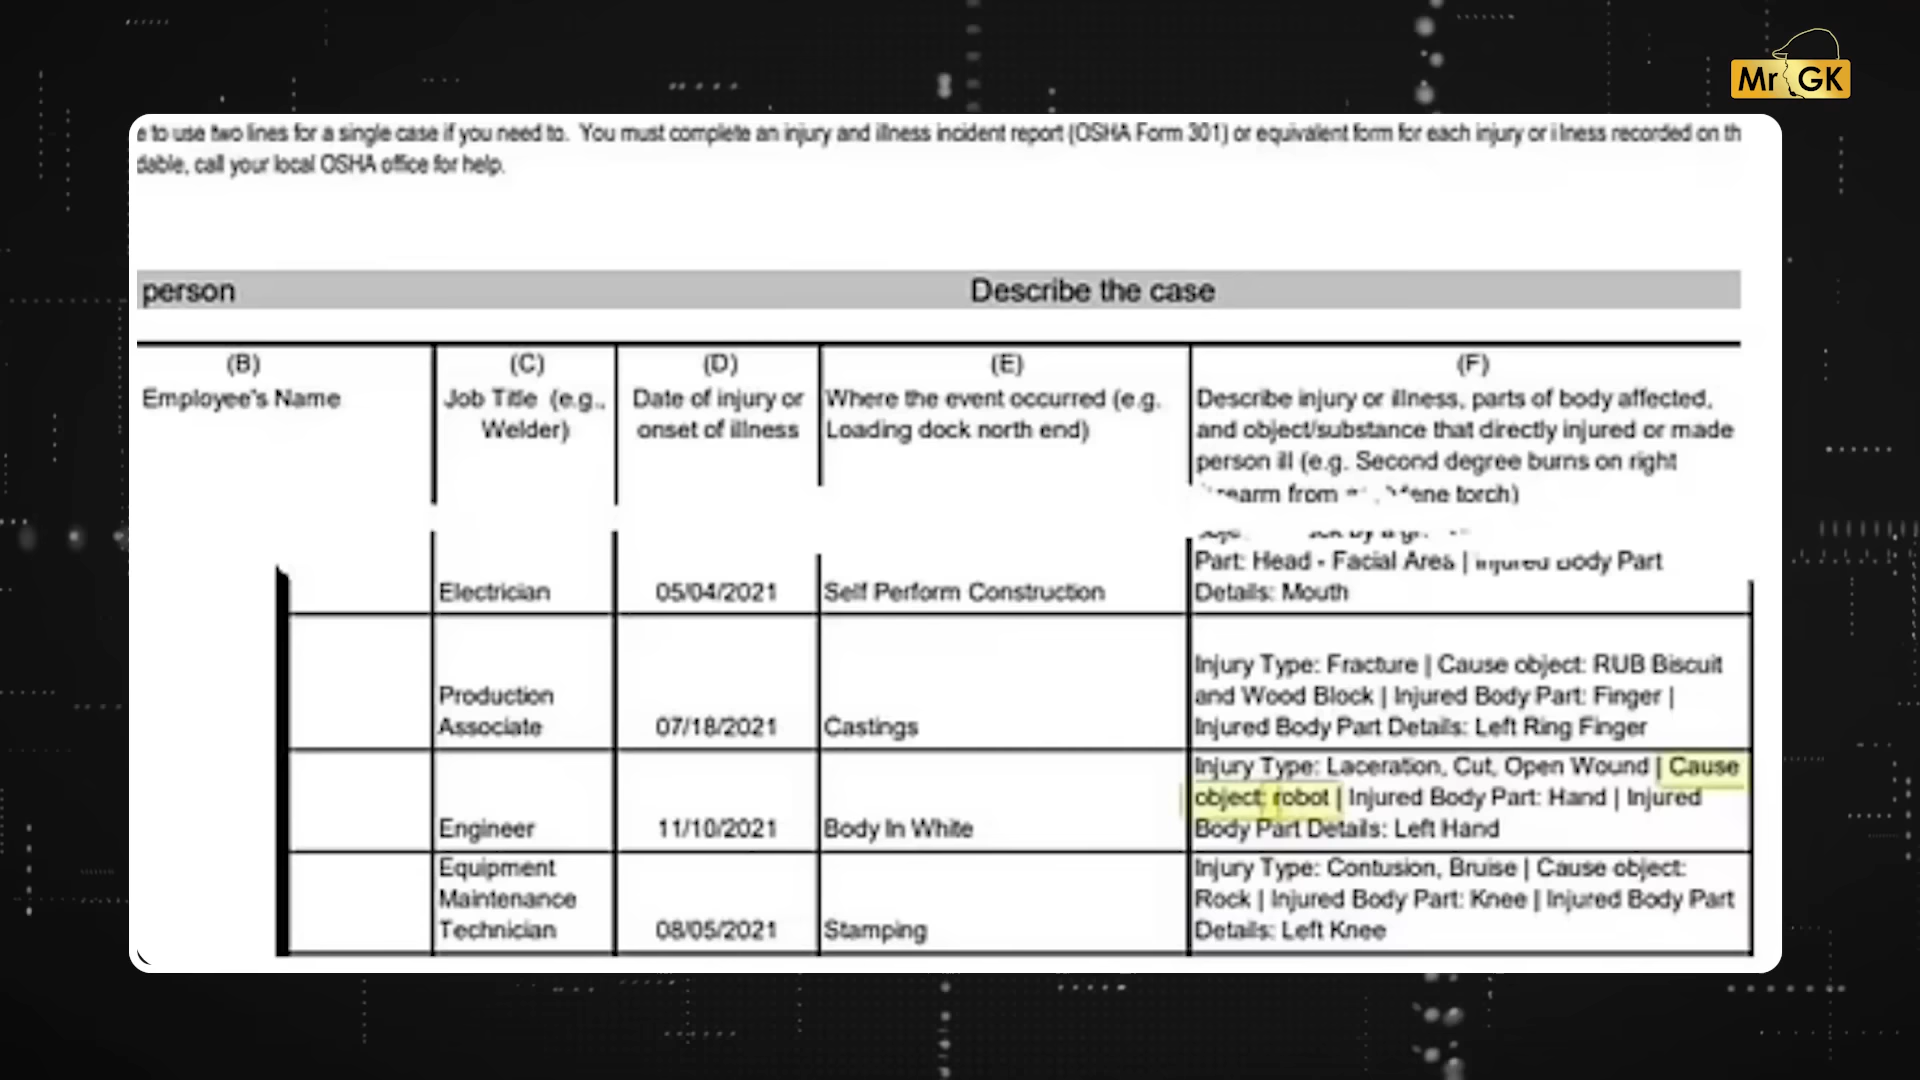 Mr GK
e to use two lines for a single case if you need to. You must complete an injury and illness incident report (OSHA Form 301) or equivalent form for each injury or illness recorded on th
dable, call your local OSHA office for help.
person Describe the case
(B) (C) (D) (E) (F)
Employee's Name Job Title (e.g., Date of injury or Where the event occurred (e.g. Describe injury or illness, parts of body affected,
Welder) onset of illness Loading dock north end) and object/substance that directly injured or made
person ill (e.g. Second degree burns on right
from torch)
Part: Head - Facial Area | Injured Body Part
Electrician 05/04/2021 Self Perform Construction Details: Mouth
Injury Type: Fracture | Cause object: RUB Biscuit
Production and Wood Block | Injured Body Part: Finger |
Associate 07/18/2021 Castings Injured Body Part Details: Left Ring Finger
Injury Type: Laceration, Cut, Open Wound | Cause
object: robot | Injured Body Part: Hand | Injured
Engineer 11/10/2021 Body In White Body Part Details: Left Hand
Equipment Injury Type: Contusion, Bruise | Cause object:
Maintenance Rock | Injured Body Part: Knee | Injured Body Part
Technician 08/05/2021 Stamping Details: Left Knee